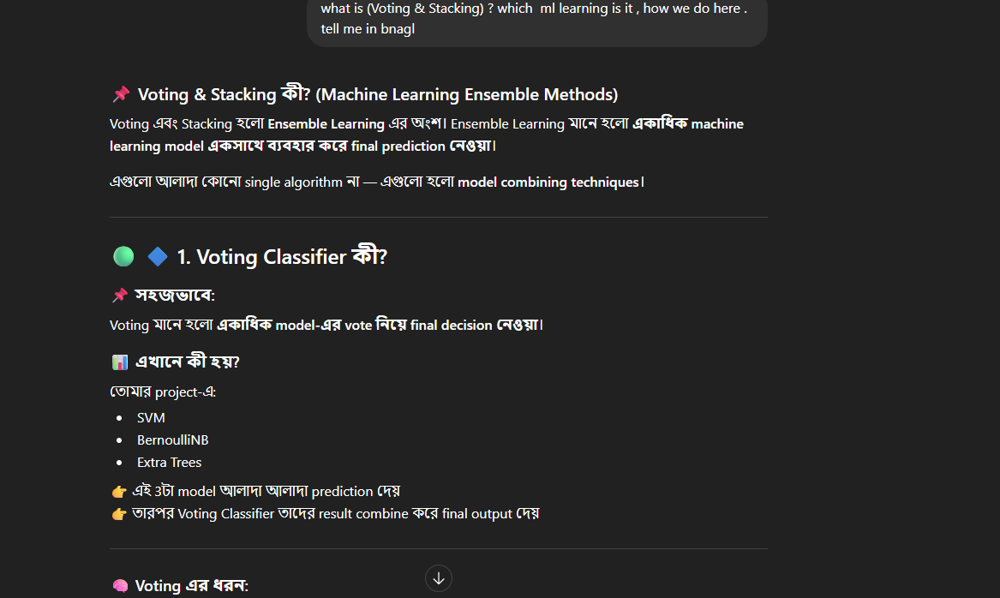 what is (Voting & Stacking) ? which  ml learning is it , how we do here .
tell me in bnagl
📌 Voting & Stacking কী? (Machine Learning Ensemble Methods)
Voting এবং Stacking হলো Ensemble Learning এর অংশ। Ensemble Learning মানে হলো একাধিক machine
learning model একসাথে ব্যবহার করে final prediction নেওয়া।
এগুলো আলাদা কোনো single algorithm না — এগুলো হলো model combining techniques।
🟢 🔷 1. Voting Classifier কী?
📌 সহজভাবে:
Voting মানে হলো একাধিক model-এর vote নিয়ে final decision নেওয়া।
📊 এখানে কী হয়?
তোমার project-এ:
• SVM
• BernoulliNB
• Extra Trees
👉 এই 3টা model আলাদা আলাদা prediction দেয়
👉 তারপর Voting Classifier তাদের result combine করে final output দেয়
🧠 Voting এর ধরন: